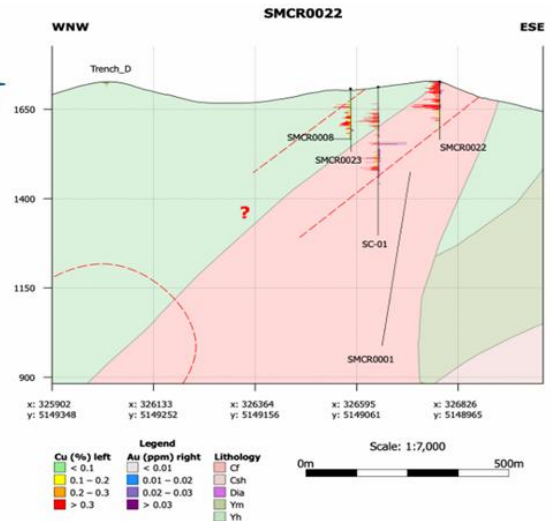 SMCR0022
WNW
ESE
Trench_D
1650
SMCR0008
SMCR0023
SMCR0022
1400
?
SC-01
1150
SMCR0001
900
x: 325902 x: 326133 x: 326364 x: 326595 x: 326826
y: 5149348 y: 5149252 y: 5149156 y: 5149061 y: 5148965
Legend
Cu (%) left Au (ppm) right Lithology
< 0.1 < 0.01 Cf
0.1 - 0.2 0.01 - 0.02 Csh
0.2 - 0.3 0.02 - 0.03 Dia
> 0.3 > 0.03 Ym
Yh
Scale: 1:7,000
0m 500m